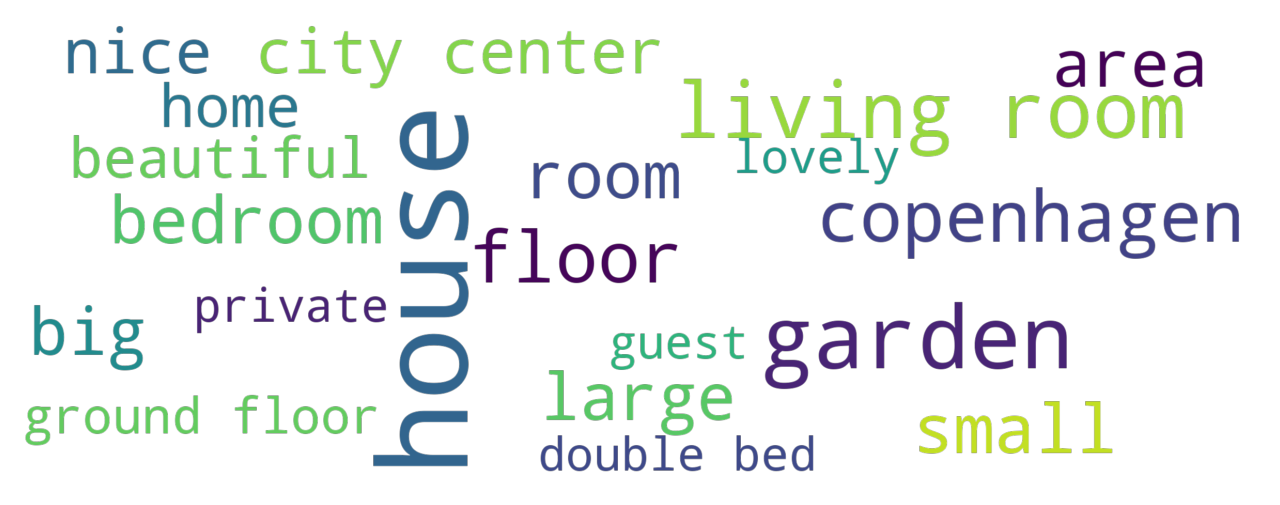 nice
city center
area
home
living room
beautiful
lovely
room
bedroom
copenhagen
house
floor
private
big
garden
guest
large
ground floor
small
double bed